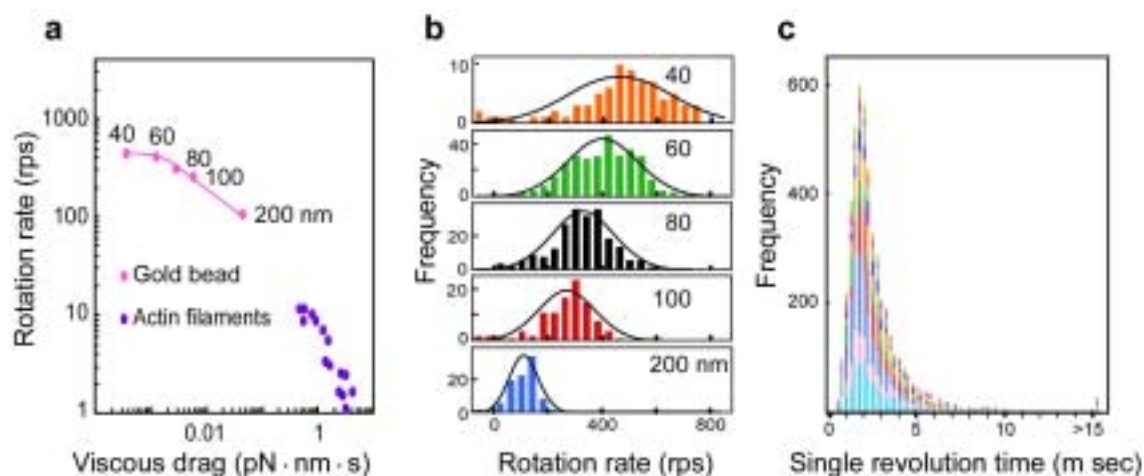 a
Rotation rate (rps)
1000
100
10
1
40
60
80
100
200 nm
Gold bead
Actin filaments
0.01
1
Viscous drag (pN · nm · s)
b
Frequency
10
0
40
40
0
60
20
0
80
20
0
100
20
0
200 nm
0
400
800
Rotation rate (rps)
c
Frequency
600
400
200
0
5
10
>15
Single revolution time (m sec)